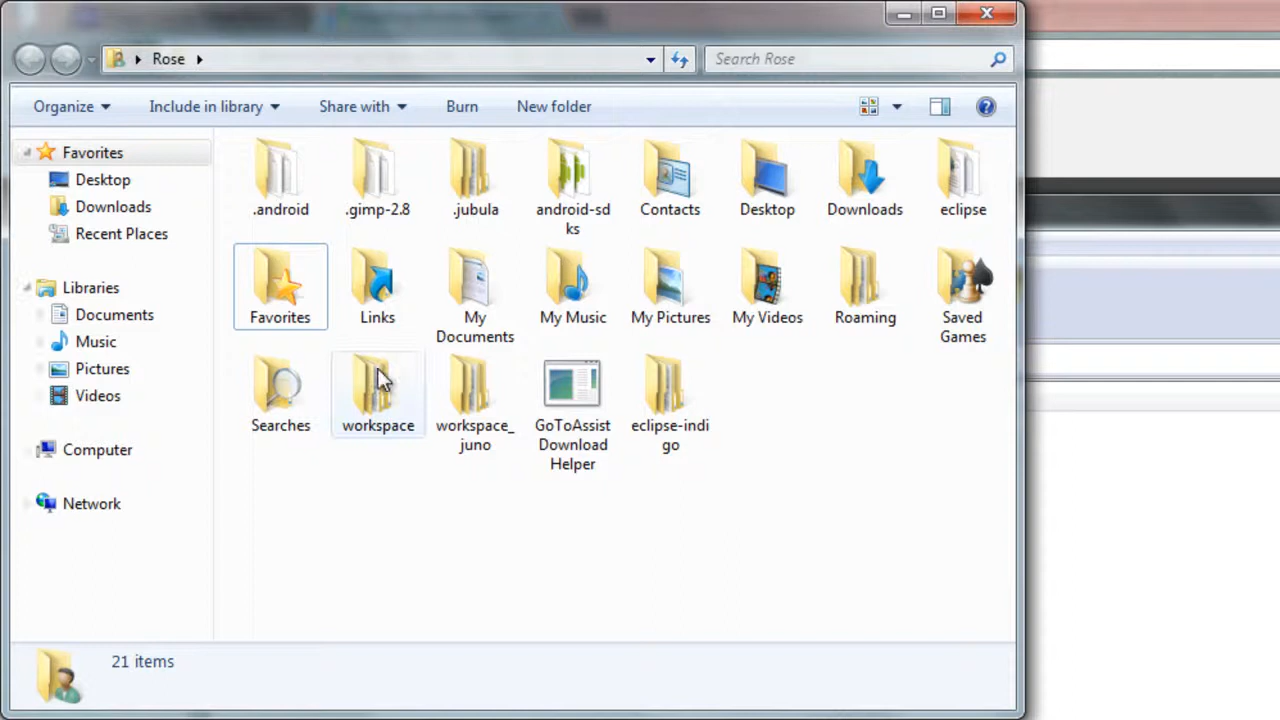 Rose
Search Rose
Organize
Include in library
Share with
Burn
New folder
Favorites
Desktop
Downloads
Recent Places
Libraries
Documents
Music
Pictures
Videos
Computer
Network
.android
.gimp-2.8
.jubula
android-sd
ks
Contacts
Desktop
Downloads
eclipse
Favorites
Links
My
Documents
My Music
My Pictures
My Videos
Roaming
Saved
Games
Searches
workspace
workspace_
juno
GoToAssist
Download
Helper
eclipse-indi
go
21 items